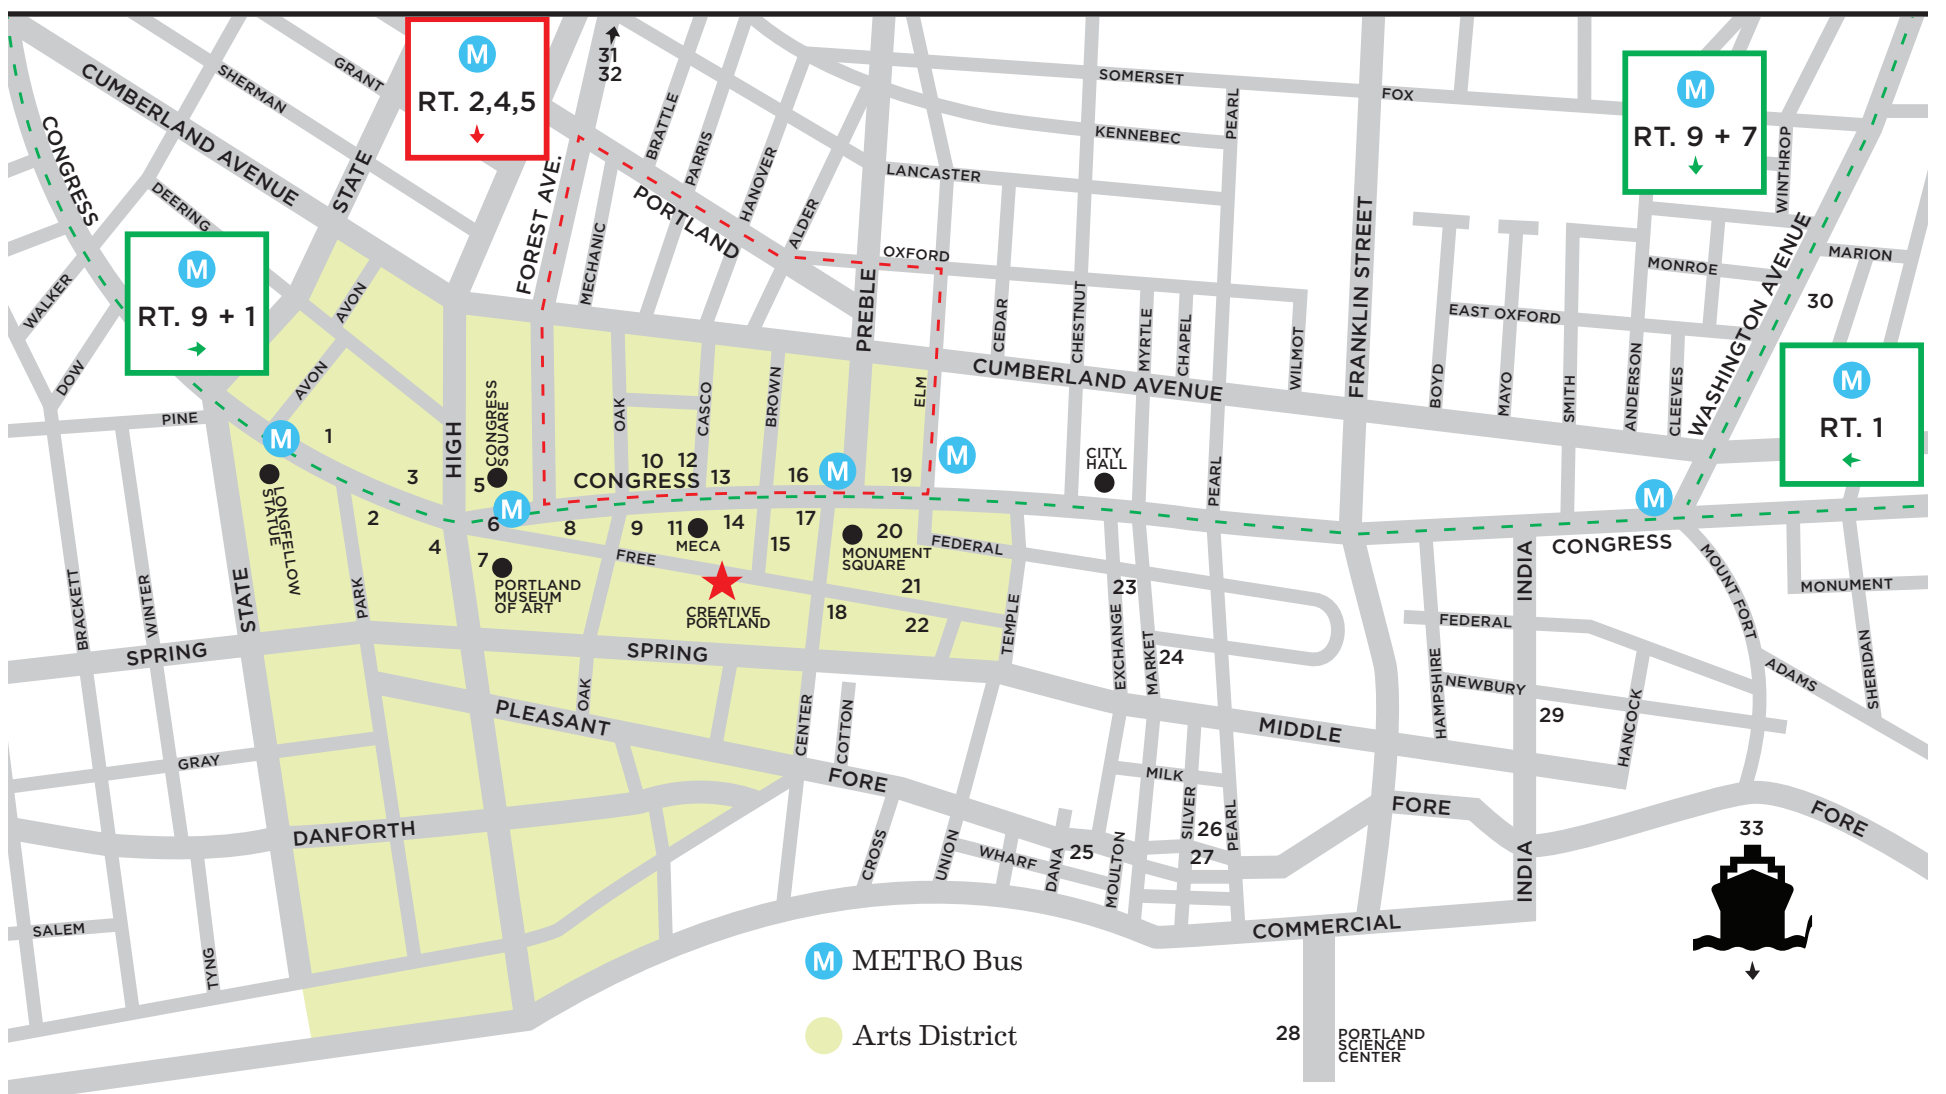 M
RT. 2,4,5
31
32
GRANT
SHERMAN
CUMBERLAND AVENUE
CONGRESS
STATE
DEERING
FOREST AVE.
MECHANIC
BRATTLE
PARRIS
HANOVER
ALDER
PORTLAND
SOMERSET
KENNEBEC
PEARL
LANCASTER
OXFORD
PREBLE
FOX
FRANKLIN STREET
M
RT. 9 + 7
WINTHROP
WASHINGTON AVENUE
MARION
MONROE
30
EAST OXFORD
M
RT. 9 + 1
WALKER
DOW
AVON
AVON
PINE
M
1
LONGFELLOW
STATUE
3
2
HIGH
CONGRESS
SQUARE
5
M
6
4
7
PORTLAND
MUSEUM
OF ART
OAK
CASCO
BROWN
ELM
10
12
CONGRESS
13
16
M
19
M
8
9
11
MECA
14
15
17
20
MONUMENT
SQUARE
FREE
FEDERAL
CREATIVE
PORTLAND
18
21
22
TEMPLE
CEDAR
CHESTNUT
MYRTLE
CHAPEL
WILMOT
CUMBERLAND AVENUE
CITY
HALL
PEARL
BOYD
MAYO
SMITH
ANDERSON
CLEEVES
M
RT. 1
M
CONGRESS
INDIA
MOUNT FORT
MONUMENT
FEDERAL
NEWBURY
HAMPSHIRE
HANCOCK
29
ADAMS
SHERIDAN
23
EXCHANGE
MARKET
24
MIDDLE
BRACKETT
WINTER
STATE
PARK
SPRING
SPRING
OAK
PLEASANT
CENTER
COTTON
GRAY
DANFORTH
FORE
CROSS
UNION
WHARF
DANA
25
MOULTON
MILK
SILVER
26
27
PEARL
FORE
INDIA
FORE
33
SALEM
TYNG
COMMERCIAL
M METRO Bus
Arts District
28
PORTLAND
SCIENCE
CENTER